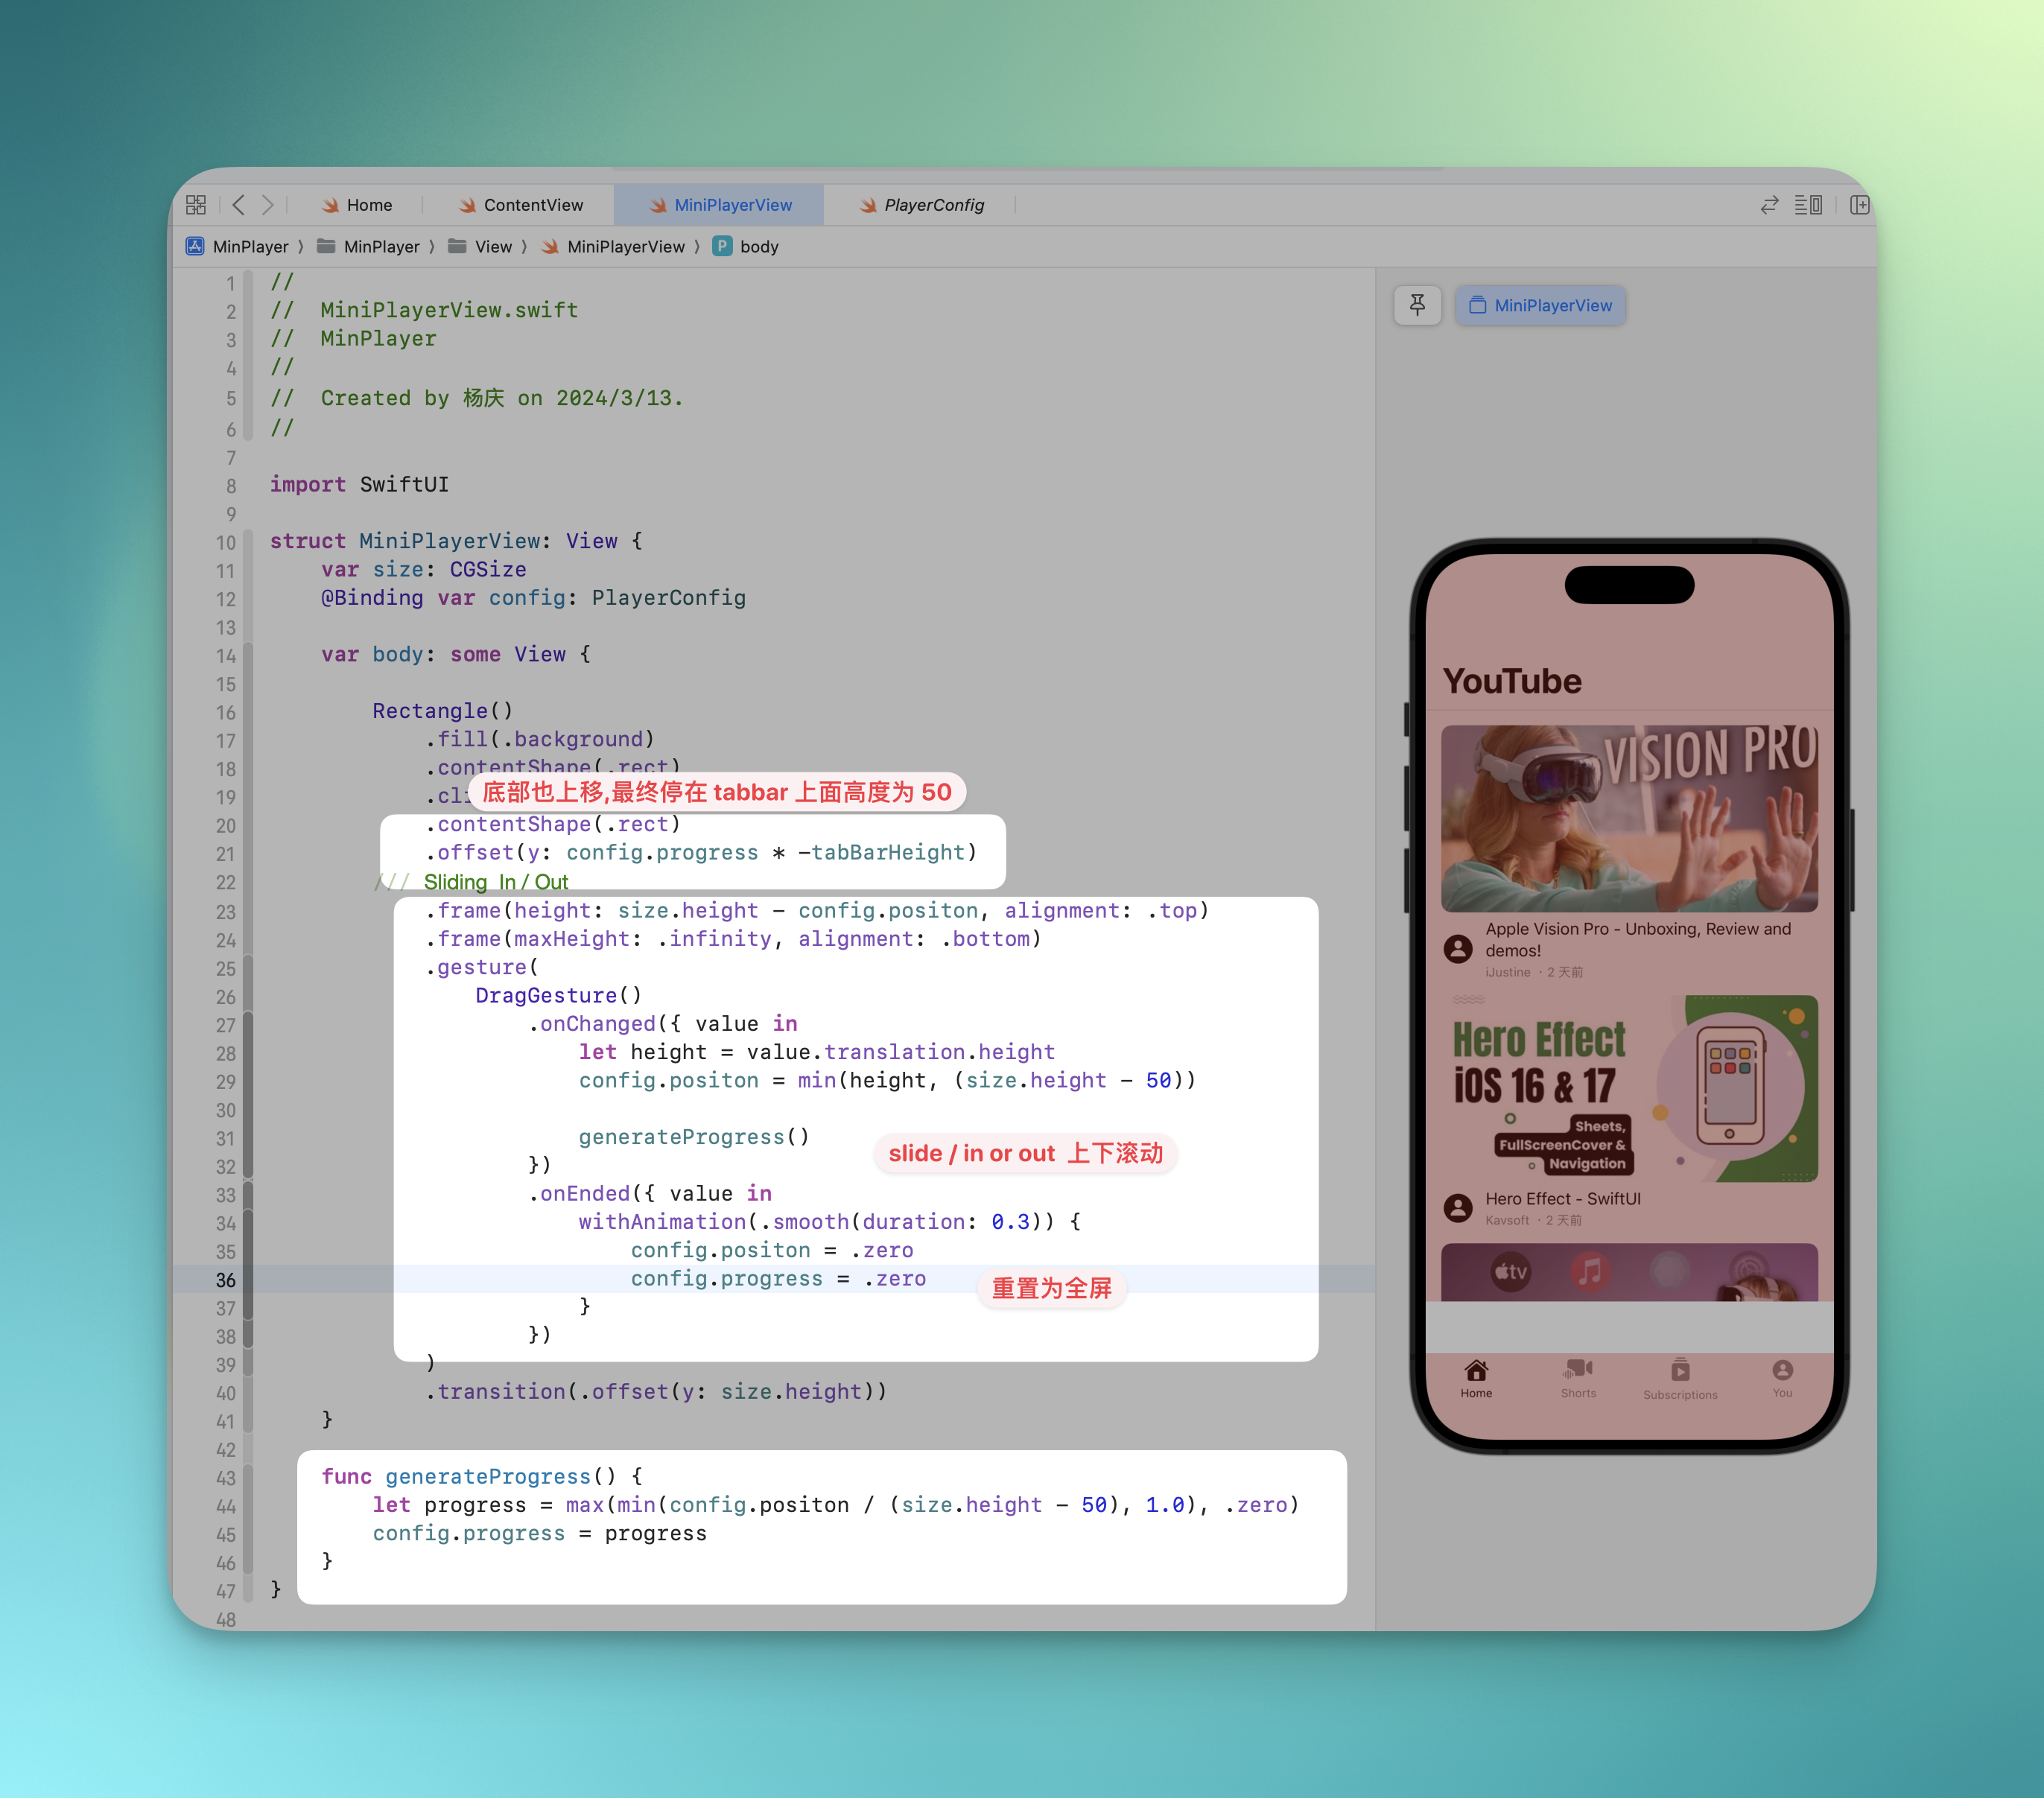 Home
ContentView
MiniPlayerView
PlayerConfig
MinPlayer 〉 MinPlayer 〉 View 〉 MiniPlayerView 〉 P body
1 //
2 //  MiniPlayerView.swift
3 //  MinPlayer
4 //
5 //  Created by 杨庆 on 2024/3/13.
6 //
7
8 import SwiftUI
9
10 struct MiniPlayerView: View {
11     var size: CGSize
12     @Binding var config: PlayerConfig
13
14     var body: some View {
15
16         Rectangle()
17             .fill(.background)
18             .contentShape(.rect)
底部也上移,最终停在 tabbar 上面高度为 50
19             .cli
20             .contentShape(.rect)
21             .offset(y: config.progress * -tabBarHeight)
22         /// Sliding In / Out
23             .frame(height: size.height - config.positon, alignment: .top)
24             .frame(maxHeight: .infinity, alignment: .bottom)
25             .gesture(
26                 DragGesture()
27                     .onChanged({ value in
28                         let height = value.translation.height
29                         config.positon = min(height, (size.height - 50))
30
31                         generateProgress()
slide / in or out 上下滚动
32                     })
33                     .onEnded({ value in
34                         withAnimation(.smooth(duration: 0.3)) {
35                             config.positon = .zero
36                             config.progress = .zero
重置为全屏
37                         }
38                     })
39             )
40             .transition(.offset(y: size.height))
41     }
42
43     func generateProgress() {
44         let progress = max(min(config.positon / (size.height - 50), 1.0), .zero)
45         config.progress = progress
46     }
47 }
48
MiniPlayerView
YouTube
VISION PRO
Apple Vision Pro - Unboxing, Review and
demos!
iJustine · 2 天前
Hero Effect
iOS 16 & 17
Sheets,
FullScreenCover &
Navigation
Hero Effect - SwiftUI
Kavsoft · 2 天前
tv
Home
Shorts
Subscriptions
You